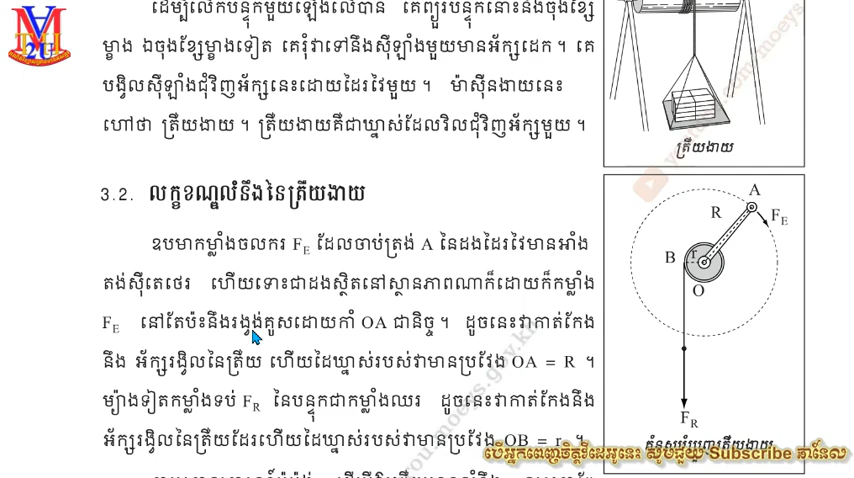 ដើម្បីលើកបន្ទុកមួយឡើងលើបាន គេព្យួរបន្ទុកនោះនឹងចុងខ្សែ
ម្ខាង ឯចុងខ្សែម្ខាងទៀត គេរុំវាទៅនឹងស៊ីឡាំងមួយមានអ័ក្សដេក ។ គេ
បង្វិលស៊ីឡាំងជុំវិញអ័ក្សនេះដោយដៃរវៃមួយ ។ ម៉ាស៊ីនងាយនេះ
ហៅថា ត្រឺយងាយ ។ ត្រឺយងាយគឺជាឃ្នាស់ដែលវិលជុំវិញអ័ក្សមួយ ។
ត្រឺយងាយ
3.2. លក្ខខណ្ឌលំនឹងនៃត្រឺយងាយ
ឧបមាកម្លាំងចលករ F_E ដែលចាប់ត្រង់ A នៃដងដៃរវៃមានអាំង
តង់ស៊ីតេថេរ ហើយទោះជាដងស្ថិតនៅស្ថានភាពណាក៏ដោយក៏កម្លាំង
F_E នៅតែប៉ះនឹងរង្វង់គូសដោយកាំ OA ជានិច្ច ។ ដូចនេះវាកាត់កែង
នឹង អ័ក្សរង្វិលនៃត្រឺយ ហើយដៃឃ្នាស់របស់វាមានប្រវែង OA = R ។
ម្យ៉ាងទៀតកម្លាំងទប់ F_R នៃបន្ទុកជាកម្លាំងឈរ ដូចនេះវាកាត់កែងនឹង
អ័ក្សរង្វិលនៃត្រឺយដែរហើយដៃឃ្នាស់របស់វាមានប្រវែង OB = r ។
A
R
F_E
B
r
O
F_R
បើអ្នកពេញចិត្តវីដេអូនេះ សូមជួយ Subscribe ឆានែល